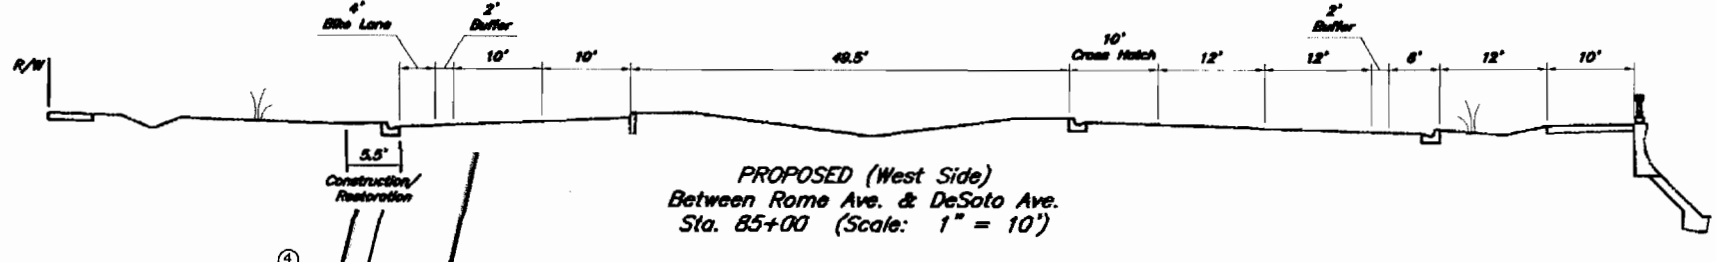 4'
Bike Lane
2'
Buffer
10'
10'
49.5'
10'
Cross Hatch
12'
12'
2'
Buffer
6'
12'
10'
R/W
5.5'
Construction/
Restoration
PROPOSED (West Side)
Between Rome Ave. & DeSoto Ave.
Sta. 85+00 (Scale: 1" = 10')
4